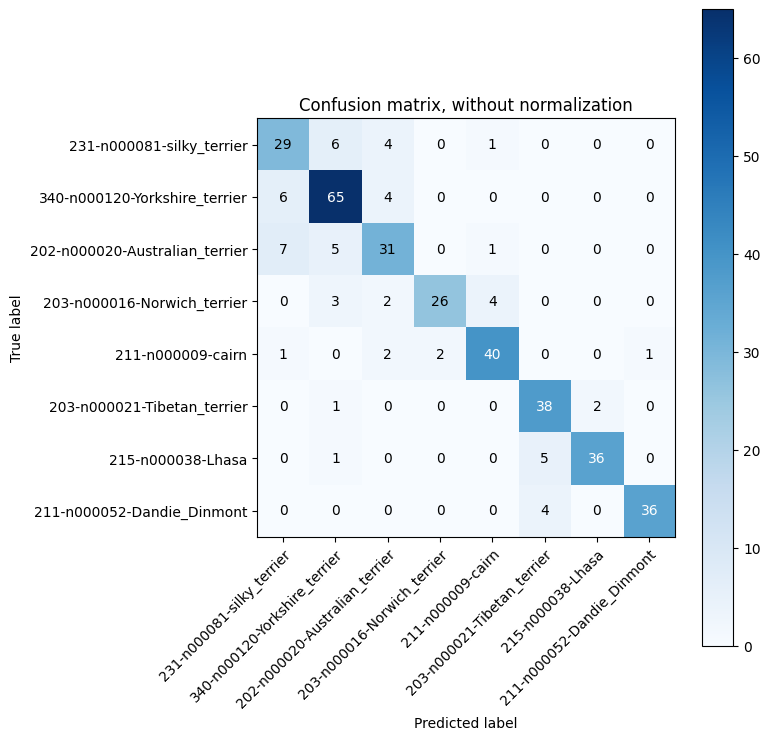 Confusion matrix, without normalization
60
50
40
30
20
10
0
True label
231-n000081-silky_terrier 29 6 4 0 1 0 0 0
340-n000120-Yorkshire_terrier 6 65 4 0 0 0 0 0
202-n000020-Australian_terrier 7 5 31 0 1 0 0 0
203-n000016-Norwich_terrier 0 3 2 26 4 0 0 0
211-n000009-cairn 1 0 2 2 40 0 0 1
203-n000021-Tibetan_terrier 0 1 0 0 0 38 2 0
215-n000038-Lhasa 0 1 0 0 0 5 36 0
211-n000052-Dandie_Dinmont 0 0 0 0 0 4 0 36
231-n000081-silky_terrier
340-n000120-Yorkshire_terrier
202-n000020-Australian_terrier
203-n000016-Norwich_terrier
211-n000009-cairn
203-n000021-Tibetan_terrier
215-n000038-Lhasa
211-n000052-Dandie_Dinmont
Predicted label